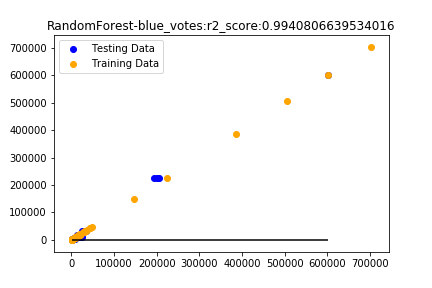 RandomForest-blue_votes:r2_score:0.9940806639534016
Testing Data
Training Data
700000
600000
500000
400000
300000
200000
100000
0
0 100000 200000 300000 400000 500000 600000 700000